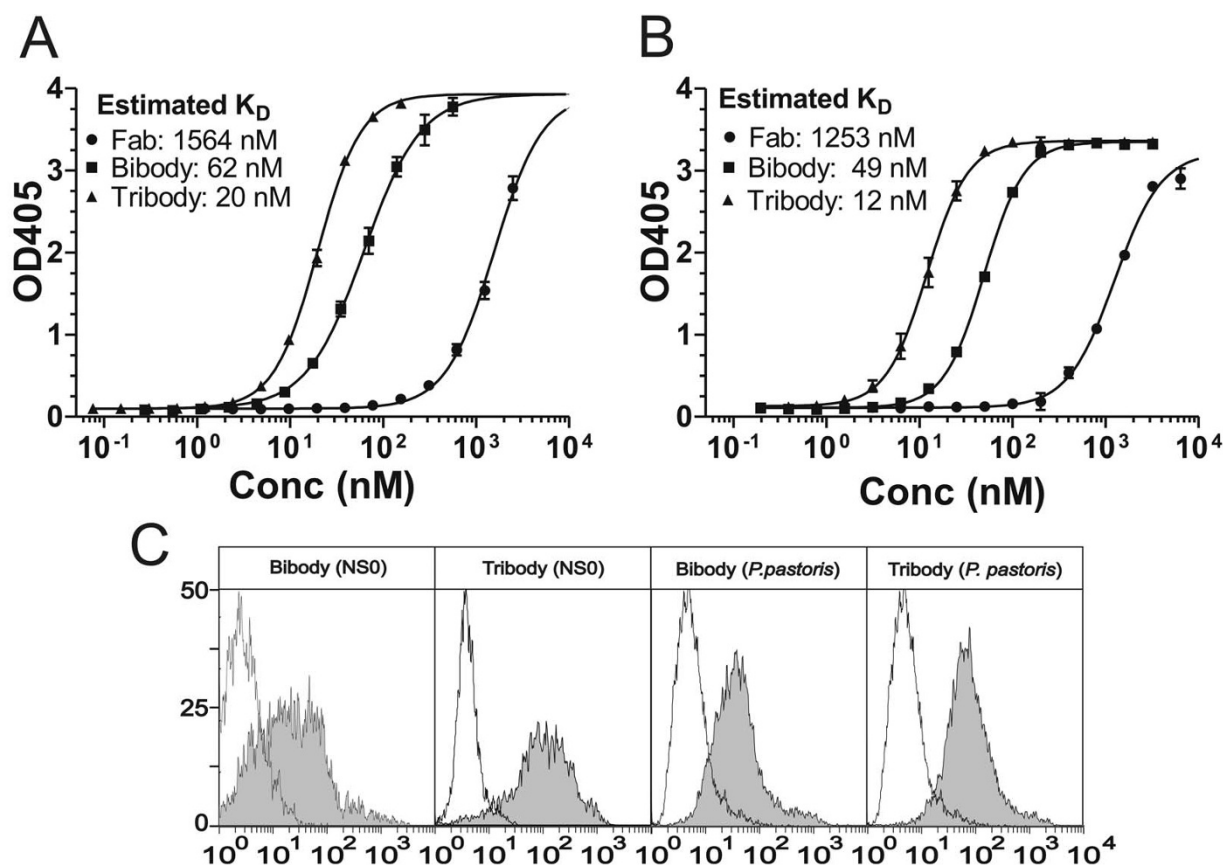 A
Estimated K_D
Fab: 1564 nM
Bibody: 62 nM
Tribody: 20 nM
OD405
4
3
2
1
0
10⁻¹ 10⁰ 10¹ 10² 10³ 10⁴
Conc (nM)
B
Estimated K_D
Fab: 1253 nM
Bibody: 49 nM
Tribody: 12 nM
OD405
4
3
2
1
0
10⁻¹ 10⁰ 10¹ 10² 10³ 10⁴
Conc (nM)
C
Bibody (NS0) Tribody (NS0) Bibody (P.pastoris) Tribody (P. pastoris)
50
25
0
10⁰ 10¹ 10² 10³ 10⁰ 10¹ 10² 10³ 10⁰ 10¹ 10² 10³ 10⁰ 10¹ 10² 10³ 10⁴